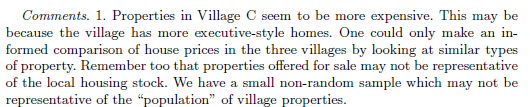 Comments. 1. Properties in Village C seem to be more expensive. This may be
because the village has more executive-style homes. One could only make an in-
formed comparison of house prices in the three villages by looking at similar types
of property. Remember too that properties offered for sale may not be representative
of the local housing stock. We have a small non-random sample which may not be
representative of the “population” of village properties.